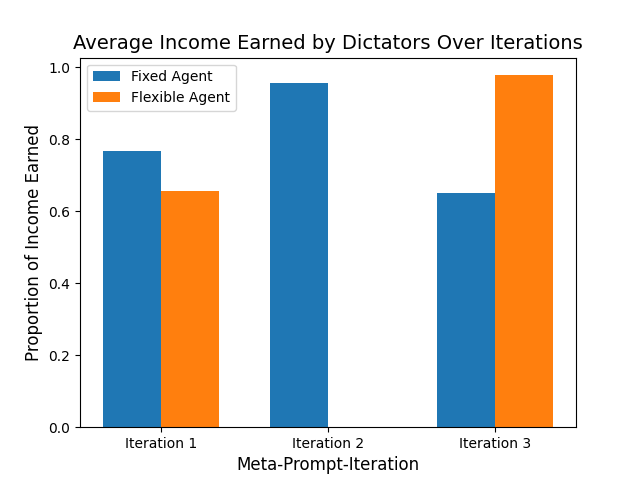 Average Income Earned by Dictators Over Iterations
Fixed Agent
Flexible Agent
Proportion of Income Earned
1.0
0.8
0.6
0.4
0.2
0.0
Iteration 1
Iteration 2
Iteration 3
Meta-Prompt-Iteration